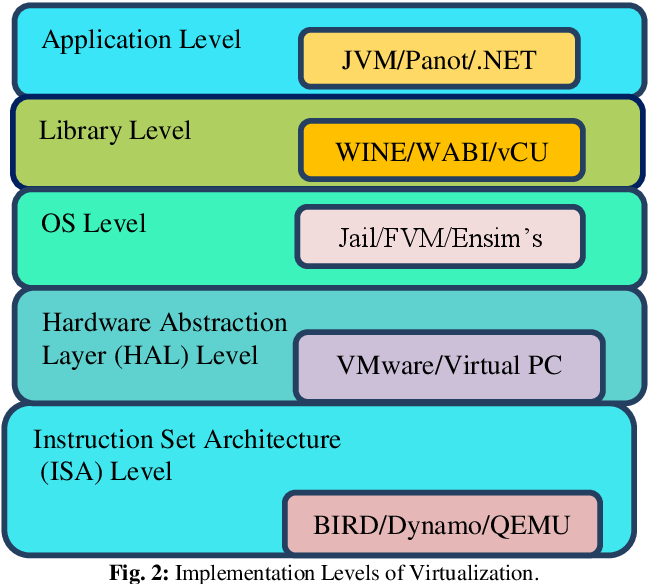 Application Level
JVM/Panot/.NET
Library Level
WINE/WABI/vCU
OS Level
Jail/FVM/Ensim’s
Hardware Abstraction
Layer (HAL) Level
VMware/Virtual PC
Instruction Set Architecture
(ISA) Level
BIRD/Dynamo/QEMU
Fig. 2: Implementation Levels of Virtualization.